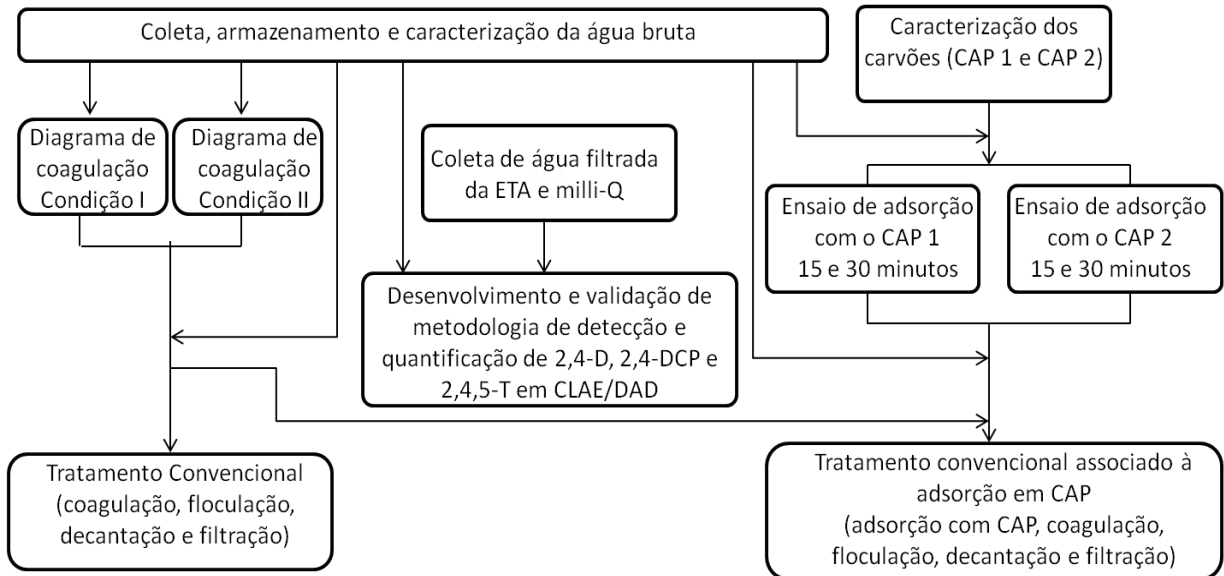 Coleta, armazenamento e caracterização da água bruta
Caracterização dos
carvões (CAP 1 e CAP 2)
Diagrama de
coagulação
Condição I
Diagrama de
coagulação
Condição II
Coleta de água filtrada
da ETA e milli-Q
Ensaio de adsorção
com o CAP 1
15 e 30 minutos
Ensaio de adsorção
com o CAP 2
15 e 30 minutos
Desenvolvimento e validação de
metodologia de detecção e
quantificação de 2,4-D, 2,4-DCP e
2,4,5-T em CLAE/DAD
Tratamento Convencional
(coagulação, floculação,
decantação e filtração)
Tratamento convencional associado à
adsorção em CAP
(adsorção com CAP, coagulação,
floculação, decantação e filtração)